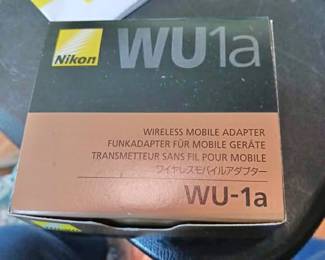 Nikon
WU1a
WIRELESS MOBILE ADAPTER
FUNKADAPTER FÜR MOBILE GERÄTE
TRANSMETTEUR SANS FIL POUR MOBILE
ワイヤレスモバイルアダプター
WU-1a